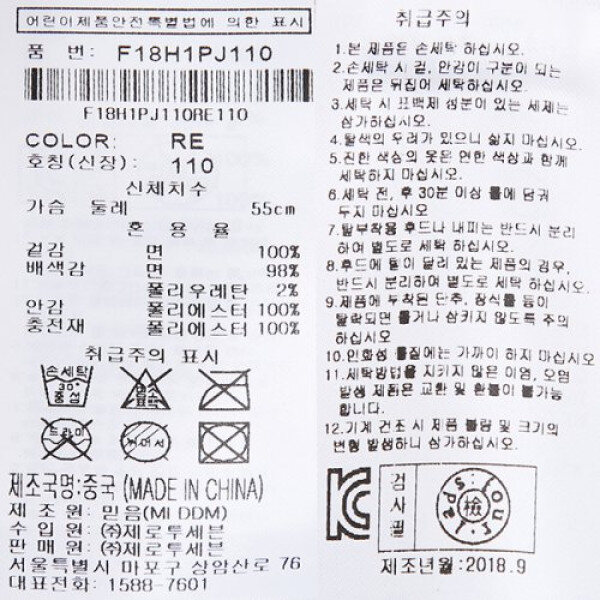 어린이제품안전특별법에 의한 표시
품 번: F18H1PJ110
F18H1PJ110RE110
COLOR: RE
호칭(신장): 110
신체치수
가슴 둘레 55cm
혼 용 율
겉감 면 100%
배색감 면 98%
폴리우레탄 2%
안감 폴리에스터 100%
충전재 폴리에스터 100%
취급주의 표시
손세탁
30°
중성
염소
표백
드라이
뉘어서
제조국명:중국 (MADE IN CHINA)
제 조 원: 믿음(MI DDM)
수 입 원: ㈜제로투세븐
판 매 원: ㈜제로투세븐
서울특별시 마포구 상암산로 76
대표전화: 1588-7601
취급주의
1.본 제품은 손세탁 하십시오.
2.손세탁 시 겉, 안감이 구분이 되는
제품은 뒤집어 세탁하십시오.
3.세탁 시 표백제 성분이 있는 세제는
삼가하십시오.
4.탈색의 우려가 있으니 삶지 마십시오.
5.진한 색상의 옷은 연한 색상과 함께
세탁하지 마십시오.
6.세탁 전, 후 30분 이상 물에 담궈
두지 마십시오
7.탈부착용 후드나 내피는 반드시 분리
하여 별도로 세탁 하십시오.
8.후드에 털이 달려 있는 제품의 경우,
반드시 분리하여 별도로 세탁 하십시오.
9.제품에 부착된 단추, 장식물 등이
탈락되면 물거나 삼키지 않도록 주의
하십시오
10.인화성 물질에는 가까이 하지 마십시오
11.세탁방법을 지키지 않은 이염, 오염
발생 제품은 교환 및 환불이 불가능
합니다.
12.기계 건조 시 제품 불량 및 크기의
변형 발생하니 삼가하십시오.
검
사
필
檢
제조년월:2018.9